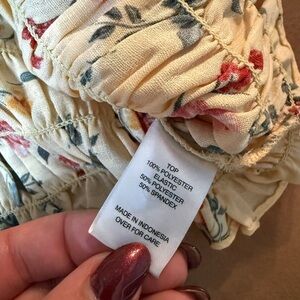 TOP
100% POLYESTER
ELASTIC
50% POLYESTER
50% SPANDEX
MADE IN INDONESIA
OVER FOR CARE